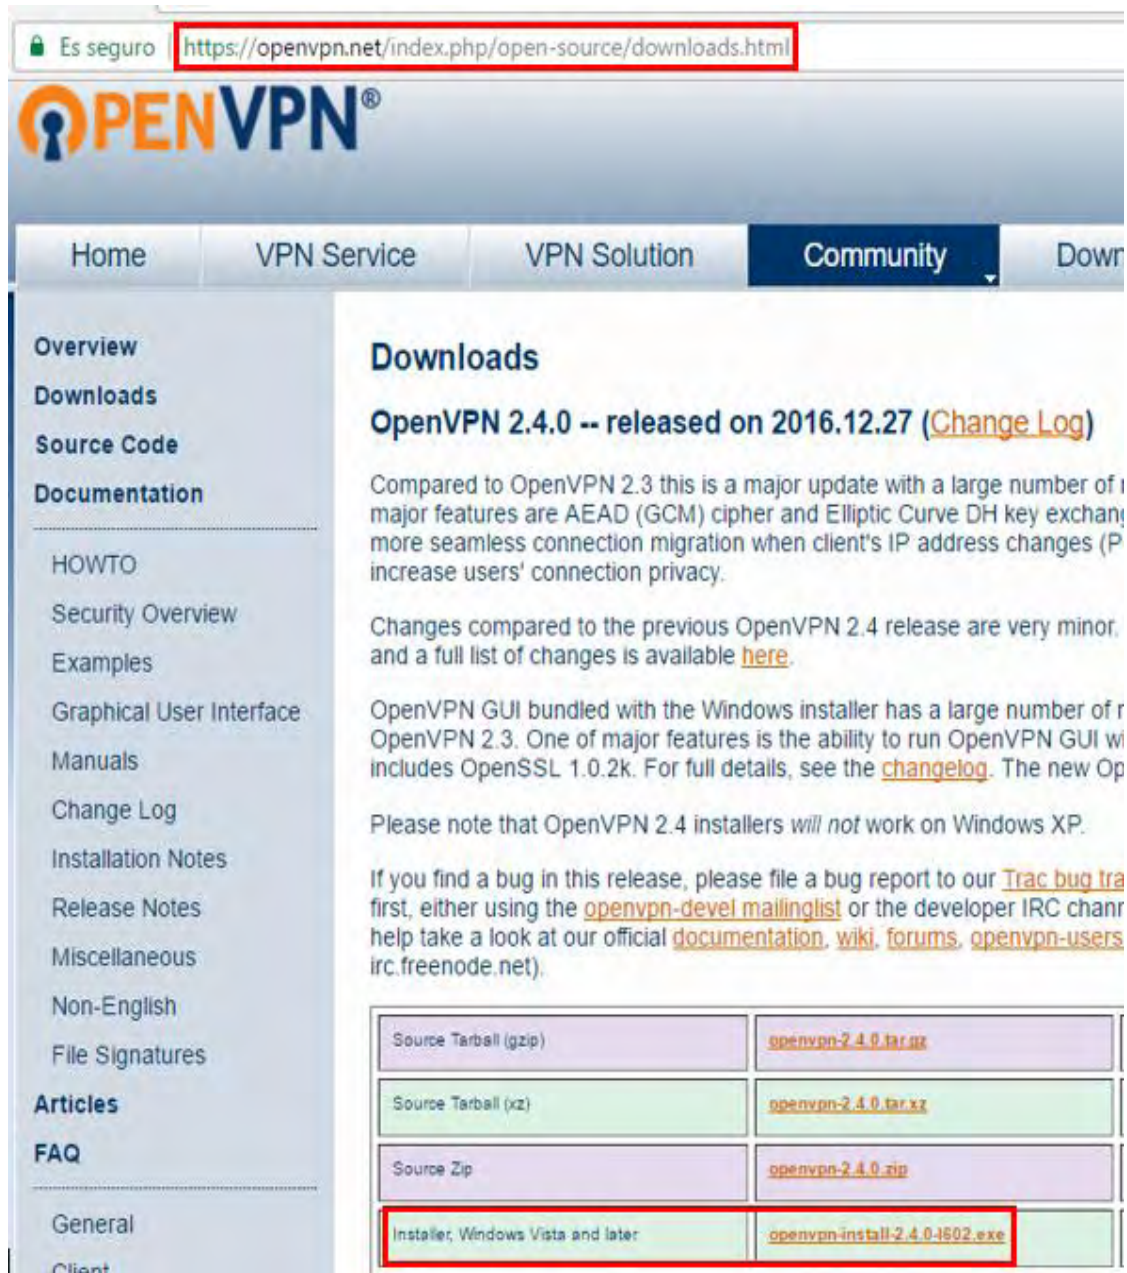 Es seguro https://openvpn.net/index.php/open-source/downloads.html
OPENVPN®
Home VPN Service VPN Solution Community
Overview
Downloads
Source Code
Documentation
HOWTO
Security Overview
Examples
Graphical User Interface
Manuals
Change Log
Installation Notes
Release Notes
Miscellaneous
Non-English
File Signatures
Articles
FAQ
General
Client
Downloads
OpenVPN 2.4.0 -- released on 2016.12.27 (Change Log)
Compared to OpenVPN 2.3 this is a major update with a large number of
major features are AEAD (GCM) cipher and Elliptic Curve DH key exchang
more seamless connection migration when client's IP address changes (P
increase users' connection privacy.
Changes compared to the previous OpenVPN 2.4 release are very minor.
and a full list of changes is available here.
OpenVPN GUI bundled with the Windows installer has a large number of
OpenVPN 2.3. One of major features is the ability to run OpenVPN GUI wi
includes OpenSSL 1.0.2k. For full details, see the changelog. The new Op
Please note that OpenVPN 2.4 installers will not work on Windows XP.
If you find a bug in this release, please file a bug report to our Trac bug tra
first, either using the openvpn-devel mailinglist or the developer IRC chann
help take a look at our official documentation, wiki, forums, openvpn-users
irc.freenode.net).
Source Tarball (gzip) openvpn-2.4.0.tar.gz
Source Tarball (xz) openvpn-2.4.0.tar.xz
Source Zip openvpn-2.4.0.zip
Installer, Windows Vista and later openvpn-install-2.4.0-I602.exe